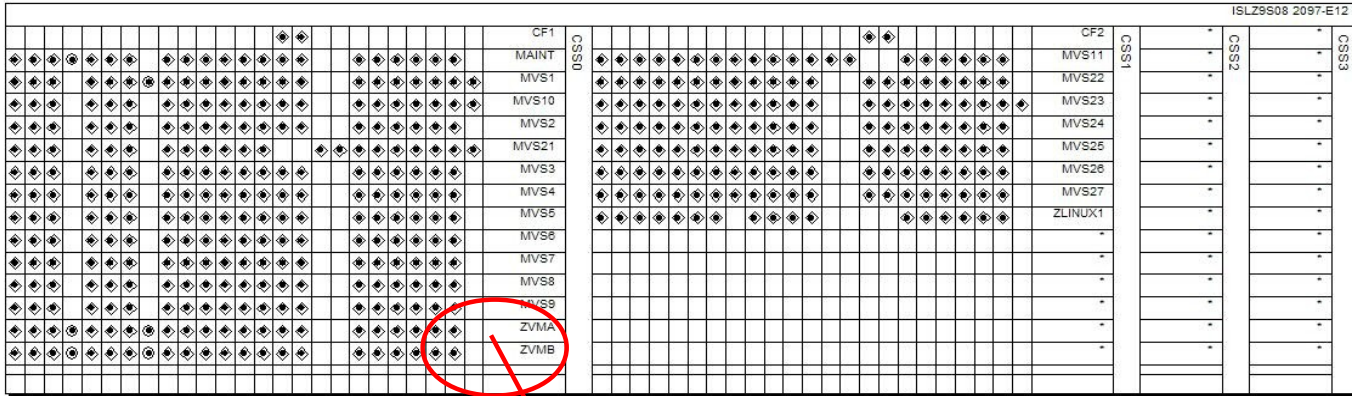 ISLZ9S08 2097-E12
CF1 CF2 * *
MAINT MVS11 * *
MVS1 MVS22 * *
MVS10 MVS23 * *
MVS2 MVS24 * *
MVS21 MVS25 * *
MVS3 MVS26 * *
MVS4 MVS27 * *
MVS5 ZLINUX1 * *
MVS6 * * *
MVS7 * * *
MVS8 * * *
MVS9 * * *
ZVMA * * *
ZVMB * * *
CSS0
CSS1
CSS2
CSS3